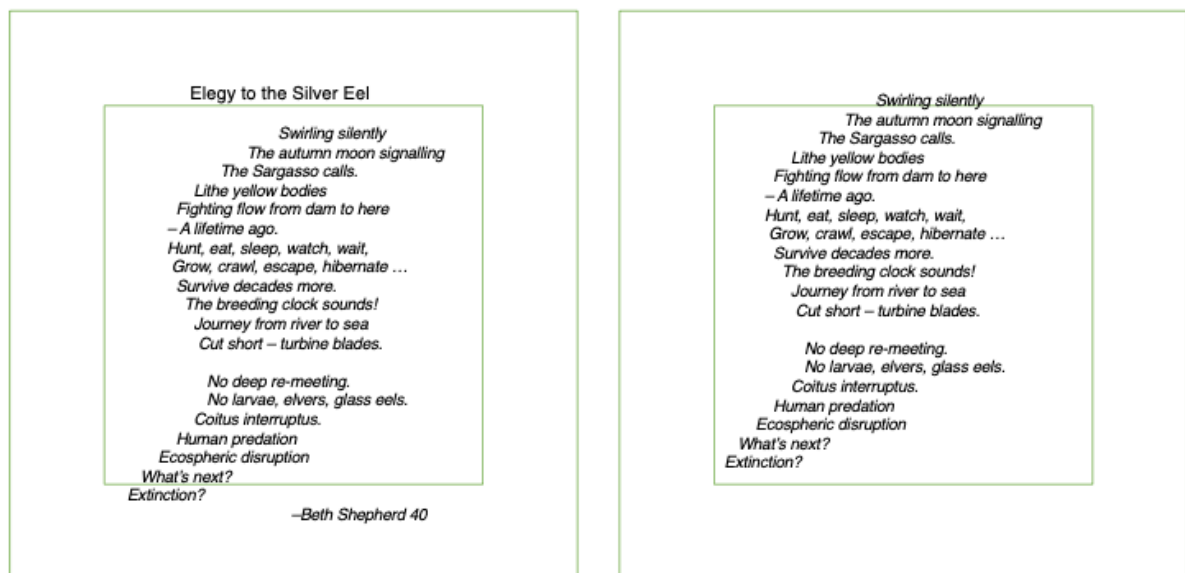 Elegy to the Silver Eel
Swirling silently
The autumn moon signalling
The Sargasso calls.
Lithe yellow bodies
Fighting flow from dam to here
– A lifetime ago.
Hunt, eat, sleep, watch, wait,
Grow, crawl, escape, hibernate …
Survive decades more.
The breeding clock sounds!
Journey from river to sea
Cut short – turbine blades.
No deep re-meeting.
No larvae, elvers, glass eels.
Coitus interruptus.
Human predation
Ecospheric disruption
What's next?
Extinction?
–Beth Shepherd 40
Swirling silently
The autumn moon signalling
The Sargasso calls.
Lithe yellow bodies
Fighting flow from dam to here
– A lifetime ago.
Hunt, eat, sleep, watch, wait,
Grow, crawl, escape, hibernate …
Survive decades more.
The breeding clock sounds!
Journey from river to sea
Cut short – turbine blades.
No deep re-meeting.
No larvae, elvers, glass eels.
Coitus interruptus.
Human predation
Ecospheric disruption
What's next?
Extinction?